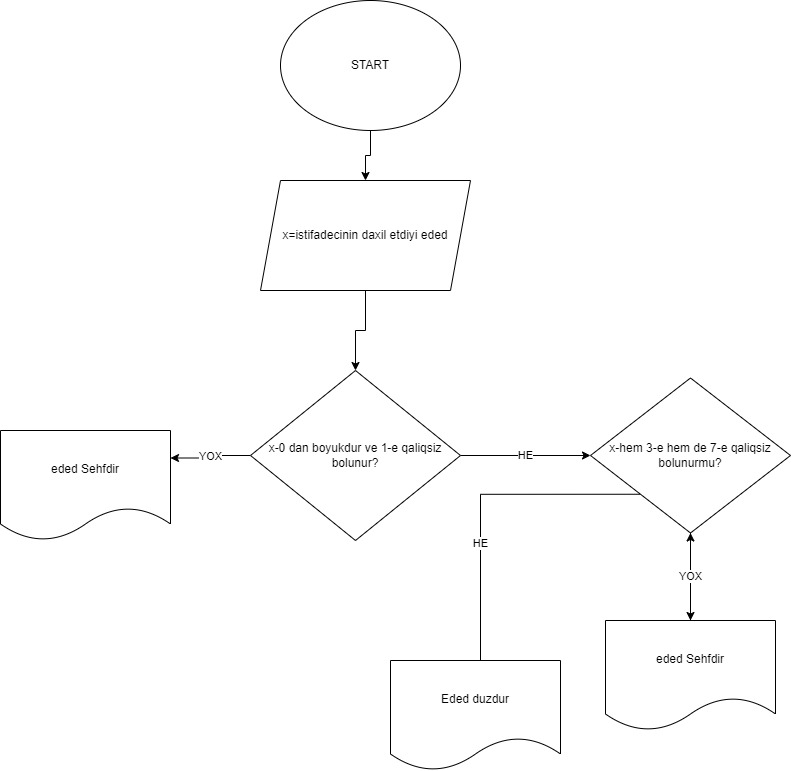 START
x=istifadecinin daxil etdiyi eded
x-0 dan boyukdur ve 1-e qaliqsiz
bolunur?
YOX
eded Sehfdir
HE
x-hem 3-e hem de 7-e qaliqsiz
bolunurmu?
HE
YOX
eded Sehfdir
Eded duzdur